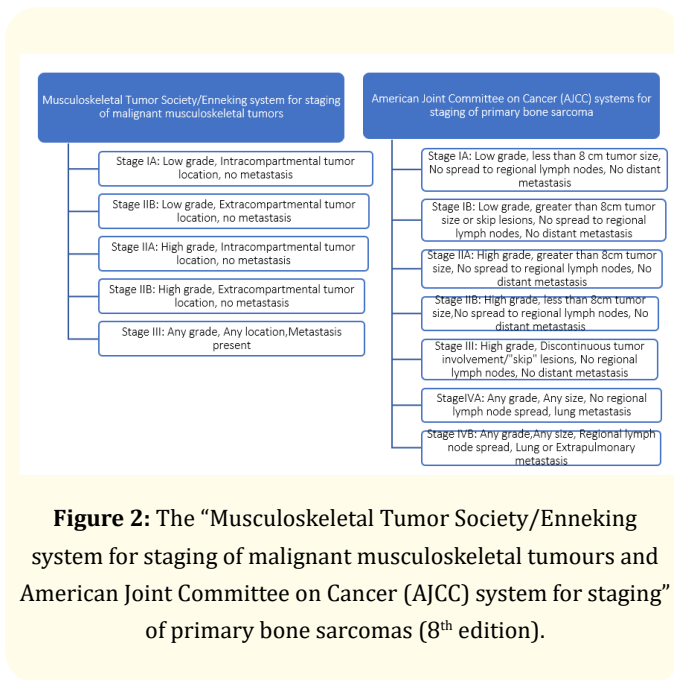 Musculoskeletal Tumor Society/Enneking system for staging
of malignant musculoskeletal tumors
Stage IA: Low grade, Intracompartmental tumor
location, no metastasis
Stage IIB: Low grade, Extracompartmental tumor
location, no metastasis
Stage IIA: High grade, Intracompartmental tumor
location, no metastasis
Stage IIB: High grade, Extracompartmental tumor
location, no metastasis
Stage III: Any grade, Any location,Metastasis
present
American Joint Committee on Cancer (AJCC) systems for
staging of primary bone sarcoma
Stage IA: Low grade, less than 8 cm tumor size,
No spread to regional lymph nodes, No distant
metastasis
Stage IB: Low grade, greater than 8cm tumor
size or skip lesions, No spread to regional
lymph nodes, No distant metastasis
Stage IIA: High grade, greater than 8cm tumor
size, No spread to regional lymph nodes, No
distant metastasis
Stage IIB: High grade, less than 8cm tumor
size,No spread to regional lymph nodes, No
distant metastasis
Stage III: High grade, Discontinuous tumor
involvement/"skip" lesions, No regional
lymph nodes, No distant metastasis
StageIVA: Any grade, Any size, No regional
lymph node spread, lung metastasis
Stage IVB: Any grade,Any size, Regional lymph
node spread, Lung or Extrapulmonary
metastasis
Figure 2: The “Musculoskeletal Tumor Society/Enneking
system for staging of malignant musculoskeletal tumours and
American Joint Committee on Cancer (AJCC) system for staging”
of primary bone sarcomas (8th edition).